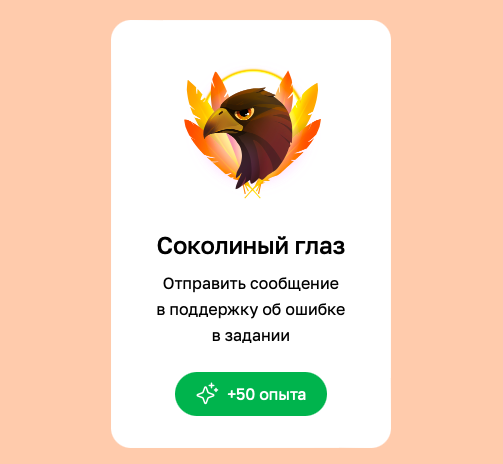 Соколиный глаз
Отправить сообщение
в поддержку об ошибке
в задании
+50 опыта